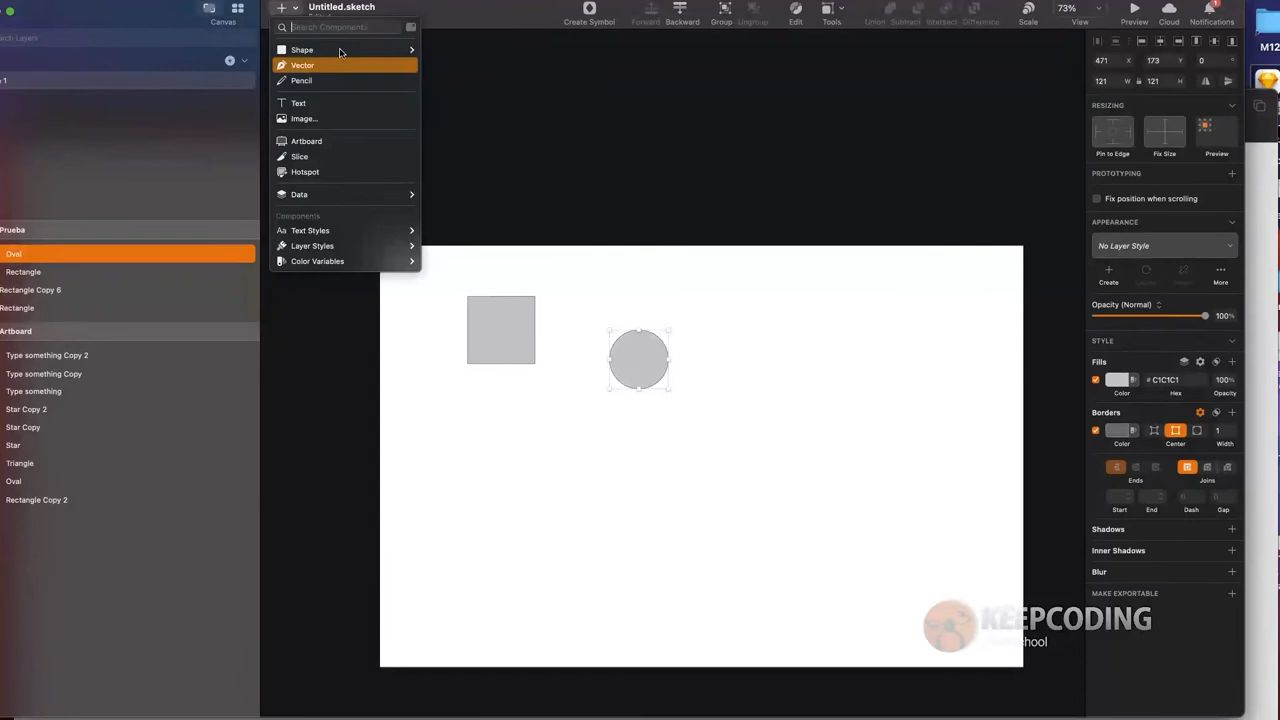 Untitled.sketch
Canvas
Create Symbol
Forward
Backward
Group
Ungroup
Edit
Tools
Union
Subtract
Intersect
Difference
Scale
73%
View
Preview
Cloud
Notifications
1
M12
Search Components
Shape
Vector
Pencil
Text
Image...
Artboard
Slice
Hotspot
Data
Components
Text Styles
Layer Styles
Color Variables
Prueba
Oval
Rectangle
Rectangle Copy 6
Rectangle
Artboard
Type something Copy 2
Type something Copy
Type something
Star Copy 2
Star Copy
Star
Triangle
Oval
Rectangle Copy 2
471 X 173 Y 0
121 W 121 H
RESIZING
Pin to Edge
Fix Size
Preview
PROTOTYPING
Fix position when scrolling
APPEARANCE
No Layer Style
Create
More
Opacity (Normal)
100%
STYLE
Fills
# C1C1C1 100%
Color Hex Opacity
Borders
1
Color Center Width
Ends Joins
Start End Dash Gap
Shadows
Inner Shadows
Blur
MAKE EXPORTABLE
KEEPCODING